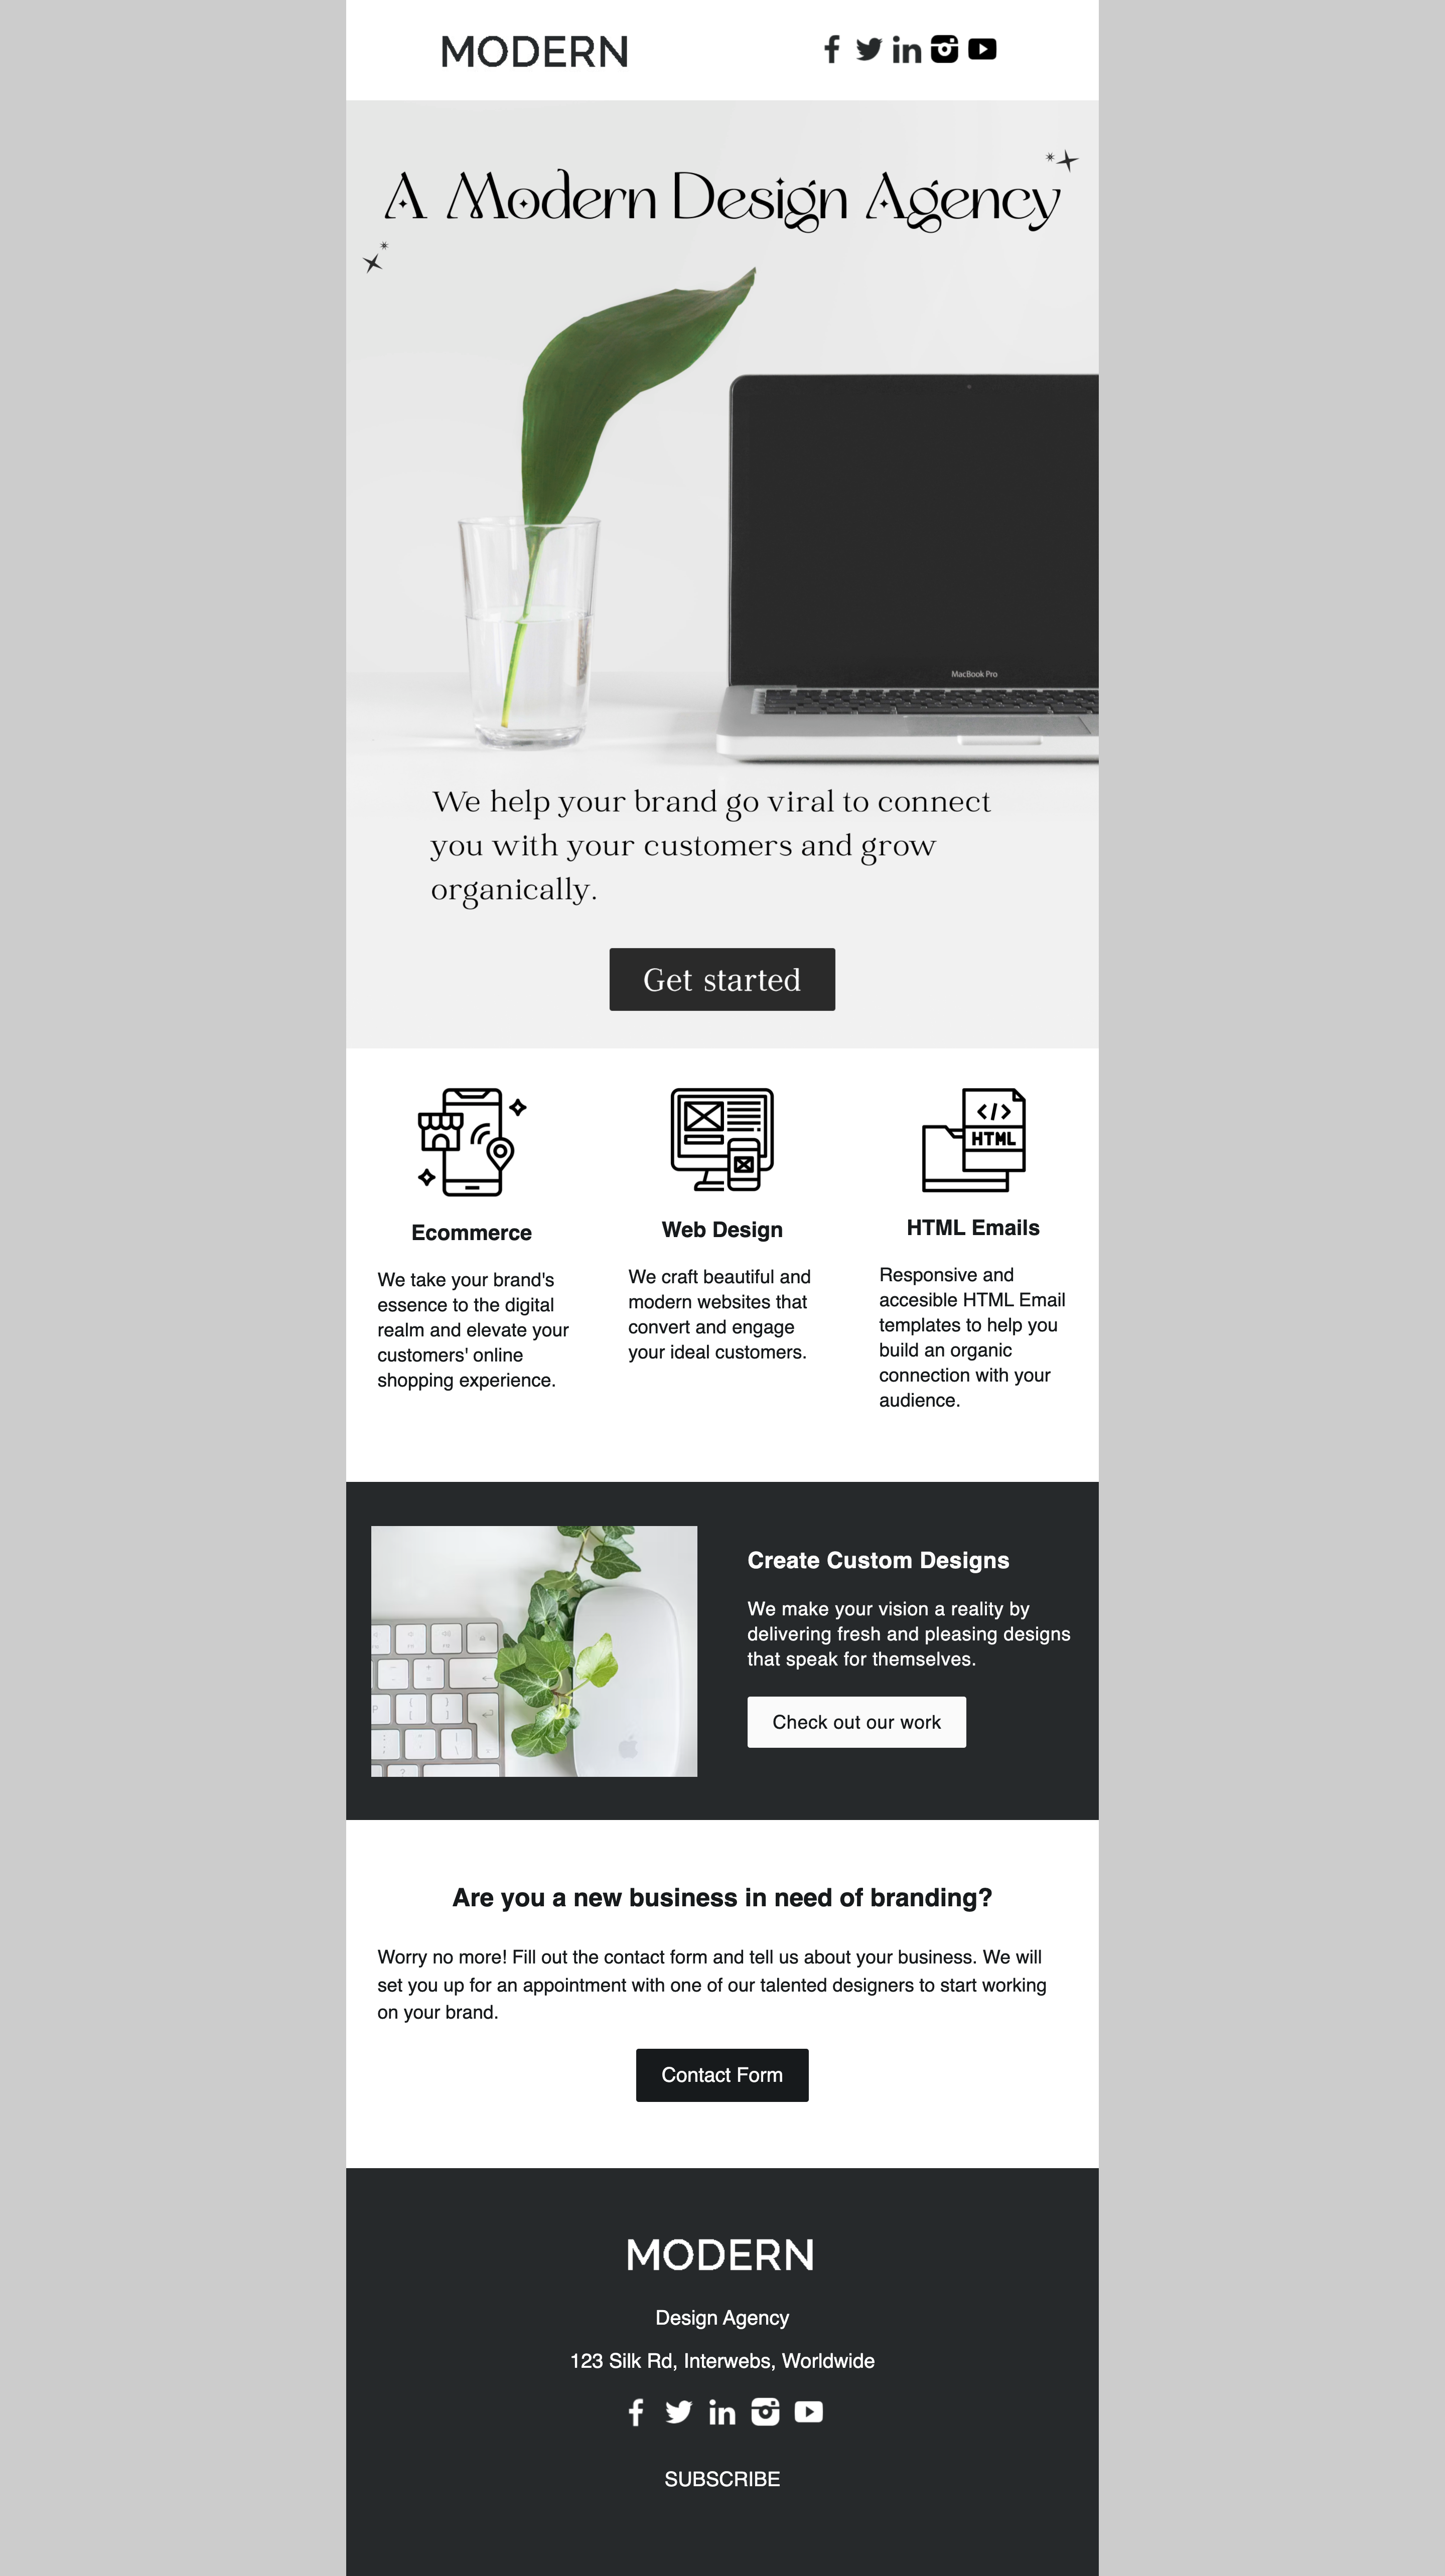 MODERN
A Modern Design Agency
MacBook Pro
We help your brand go viral to connect
you with your customers and grow
organically.
Get started
</>
HTML
Ecommerce
We take your brand's
essence to the digital
realm and elevate your
customers' online
shopping experience.
Web Design
We craft beautiful and
modern websites that
convert and engage
your ideal customers.
HTML Emails
Responsive and
accesible HTML Email
templates to help you
build an organic
connection with your
audience.
Create Custom Designs
We make your vision a reality by
delivering fresh and pleasing designs
that speak for themselves.
Check out our work
Are you a new business in need of branding?
Worry no more! Fill out the contact form and tell us about your business. We will
set you up for an appointment with one of our talented designers to start working
on your brand.
Contact Form
MODERN
Design Agency
123 Silk Rd, Interwebs, Worldwide
SUBSCRIBE